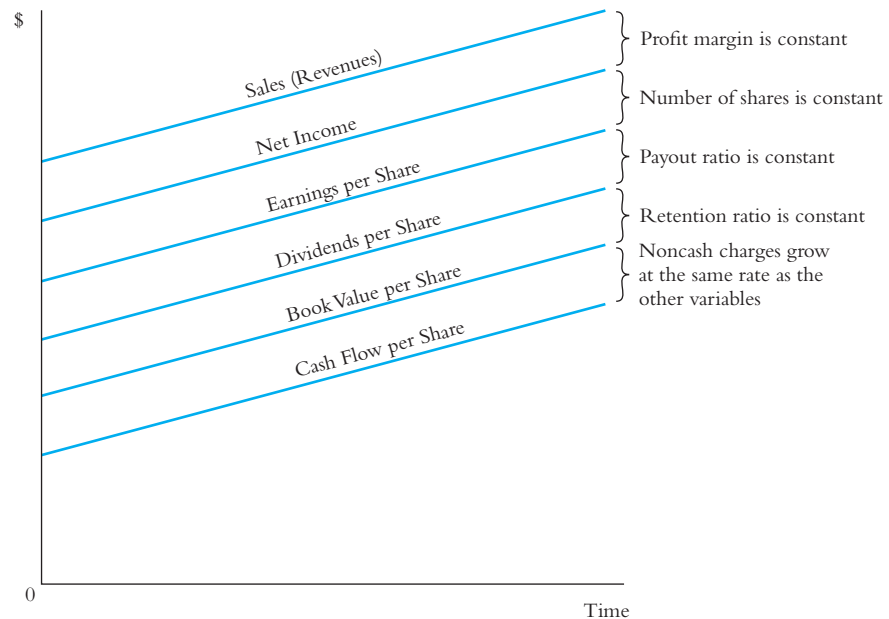 $
Sales (Revenues)
Profit margin is constant
Net Income
Number of shares is constant
Earnings per Share
Payout ratio is constant
Dividends per Share
Retention ratio is constant
Book Value per Share
Noncash charges grow
at the same rate as the
other variables
Cash Flow per Share
0
Time